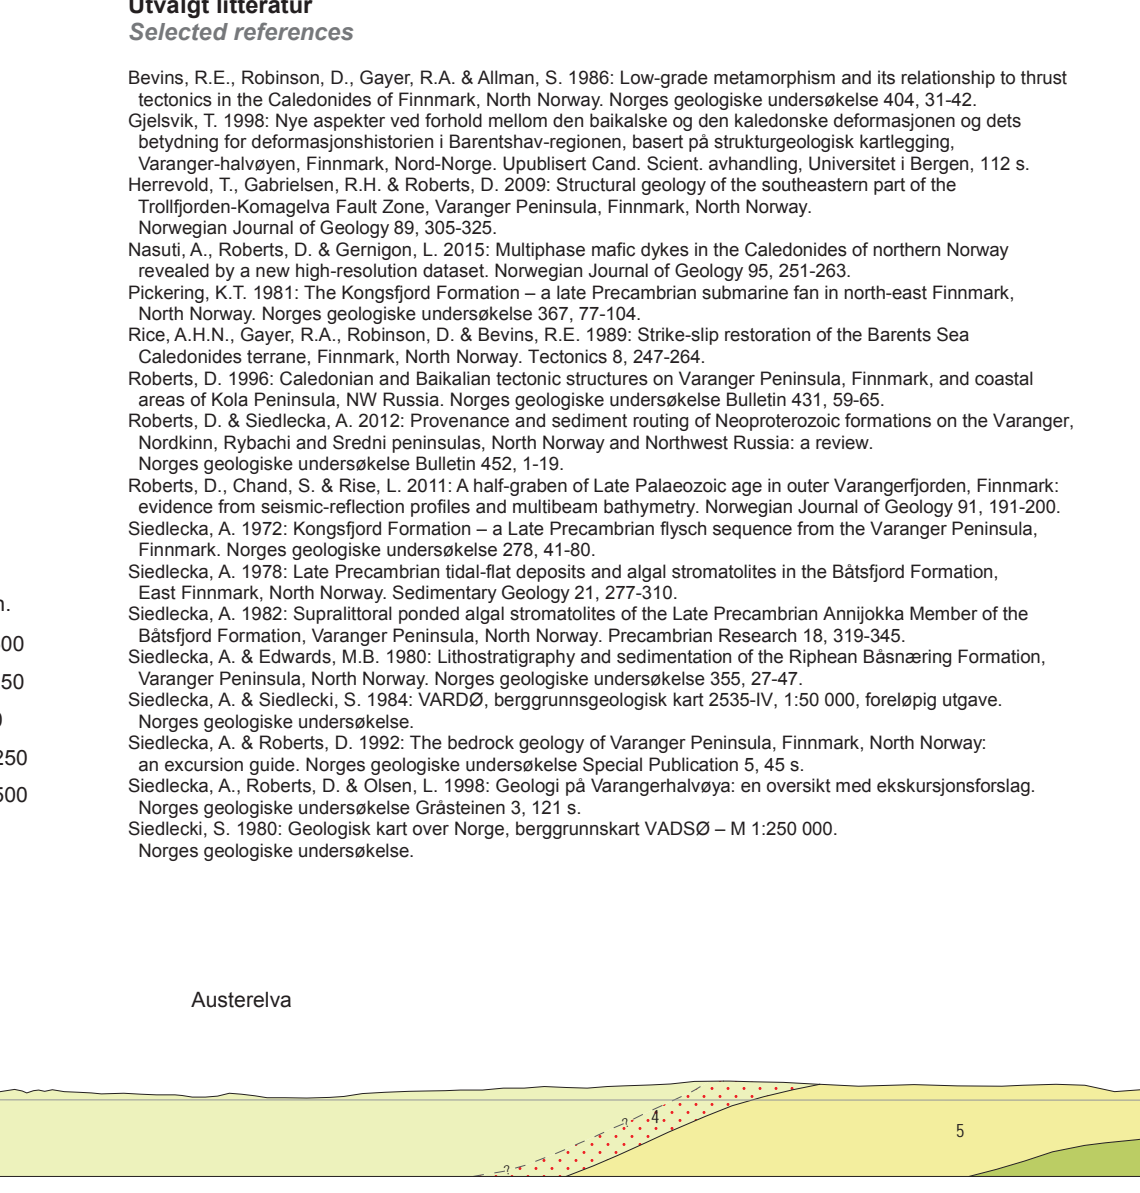 Utvalgt litteratur
Selected references
Bevins, R.E., Robinson, D., Gayer, R.A. & Allman, S. 1986: Low-grade metamorphism and its relationship to thrust
tectonics in the Caledonides of Finnmark, North Norway. Norges geologiske undersøkelse 404, 31-42.
Gjelsvik, T. 1998: Nye aspekter ved forhold mellom den baikalske og den kaledonske deformasjonen og dets
betydning for deformasjonshistorien i Barentshav-regionen, basert på strukturgeologisk kartlegging,
Varanger-halvøyen, Finnmark, Nord-Norge. Upublisert Cand. Scient. avhandling, Universitet i Bergen, 112 s.
Herrevold, T., Gabrielsen, R.H. & Roberts, D. 2009: Structural geology of the southeastern part of the
Trollfjorden-Komagelva Fault Zone, Varanger Peninsula, Finnmark, North Norway.
Norwegian Journal of Geology 89, 305-325.
Nasuti, A., Roberts, D. & Gernigon, L. 2015: Multiphase mafic dykes in the Caledonides of northern Norway
revealed by a new high-resolution dataset. Norwegian Journal of Geology 95, 251-263.
Pickering, K.T. 1981: The Kongsfjord Formation – a late Precambrian submarine fan in north-east Finnmark,
North Norway. Norges geologiske undersøkelse 367, 77-104.
Rice, A.H.N., Gayer, R.A., Robinson, D. & Bevins, R.E. 1989: Strike-slip restoration of the Barents Sea
Caledonides terrane, Finnmark, North Norway. Tectonics 8, 247-264.
Roberts, D. 1996: Caledonian and Baikalian tectonic structures on Varanger Peninsula, Finnmark, and coastal
areas of Kola Peninsula, NW Russia. Norges geologiske undersøkelse Bulletin 431, 59-65.
Roberts, D. & Siedlecka, A. 2012: Provenance and sediment routing of Neoproterozoic formations on the Varanger,
Nordkinn, Rybachi and Sredni peninsulas, North Norway and Northwest Russia: a review.
Norges geologiske undersøkelse Bulletin 452, 1-19.
Roberts, D., Chand, S. & Rise, L. 2011: A half-graben of Late Palaeozoic age in outer Varangerfjorden, Finnmark:
evidence from seismic-reflection profiles and multibeam bathymetry. Norwegian Journal of Geology 91, 191-200.
Siedlecka, A. 1972: Kongsfjord Formation – a Late Precambrian flysch sequence from the Varanger Peninsula,
Finnmark. Norges geologiske undersøkelse 278, 41-80.
Siedlecka, A. 1978: Late Precambrian tidal-flat deposits and algal stromatolites in the Båtsfjord Formation,
East Finnmark, North Norway. Sedimentary Geology 21, 277-310.
Siedlecka, A. 1982: Supralittoral ponded algal stromatolites of the Late Precambrian Annijokka Member of the
Båtsfjord Formation, Varanger Peninsula, North Norway. Precambrian Research 18, 319-345.
Siedlecka, A. & Edwards, M.B. 1980: Lithostratigraphy and sedimentation of the Riphean Båsnæring Formation,
Varanger Peninsula, North Norway. Norges geologiske undersøkelse 355, 27-47.
Siedlecka, A. & Siedlecki, S. 1984: VARDØ, berggrunnsgeologisk kart 2535-IV, 1:50 000, foreløpig utgave.
Norges geologiske undersøkelse.
Siedlecka, A. & Roberts, D. 1992: The bedrock geology of Varanger Peninsula, Finnmark, North Norway:
an excursion guide. Norges geologiske undersøkelse Special Publication 5, 45 s.
Siedlecka, A., Roberts, D. & Olsen, L. 1998: Geologi på Varangerhalvøya: en oversikt med ekskursjonsforslag.
Norges geologiske undersøkelse Gråsteinen 3, 121 s.
Siedlecki, S. 1980: Geologisk kart over Norge, berggrunnskart VADSØ – M 1:250 000.
Norges geologiske undersøkelse.
00
50
250
500
Austerelva
? 4
5
?